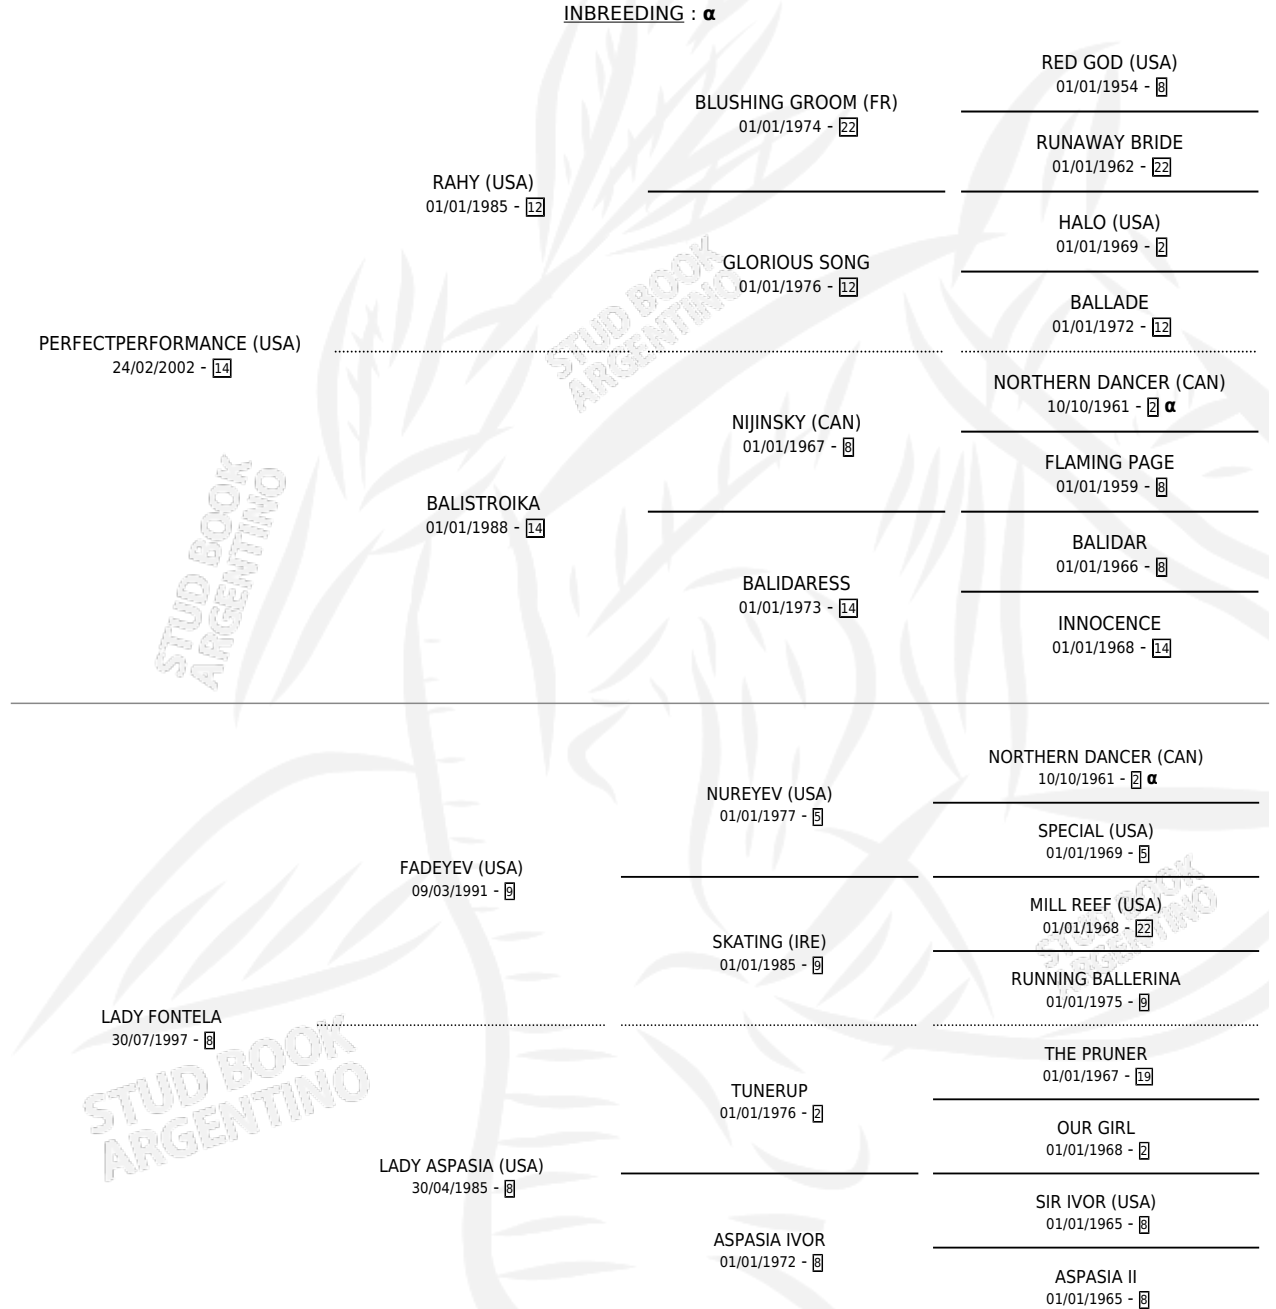 INBREEDING : α
RED GOD (USA)
01/01/1954 - 8
BLUSHING GROOM (FR)
01/01/1974 - 22
RUNAWAY BRIDE
01/01/1962 - 22
RAHY (USA)
01/01/1985 - 12
HALO (USA)
01/01/1969 - 2
GLORIOUS SONG
01/01/1976 - 12
BALLADE
01/01/1972 - 12
PERFECTPERFORMANCE (USA)
24/02/2002 - 14
NORTHERN DANCER (CAN)
10/10/1961 - 2 α
NIJINSKY (CAN)
01/01/1967 - 8
FLAMING PAGE
01/01/1959 - 8
BALISTROIKA
01/01/1988 - 14
BALIDAR
01/01/1966 - 8
BALIDARESS
01/01/1973 - 14
INNOCENCE
01/01/1968 - 14
NORTHERN DANCER (CAN)
10/10/1961 - 2 α
NUREYEV (USA)
01/01/1977 - 5
SPECIAL (USA)
01/01/1969 - 5
FADEYEV (USA)
09/03/1991 - 9
MILL REEF (USA)
01/01/1968 - 22
SKATING (IRE)
01/01/1985 - 9
RUNNING BALLERINA
01/01/1975 - 9
LADY FONTELA
30/07/1997 - 8
THE PRUNER
01/01/1967 - 19
TUNERUP
01/01/1976 - 2
OUR GIRL
01/01/1968 - 2
LADY ASPASIA (USA)
30/04/1985 - 8
SIR IVOR (USA)
01/01/1965 - 8
ASPASIA IVOR
01/01/1972 - 8
ASPASIA II
01/01/1965 - 8
STUD BOOK
ARGENTINO
STUD BOOK
ARGENTINO
STUD BOOK
ARGENTINO
STUD BOOK
ARGENTINO